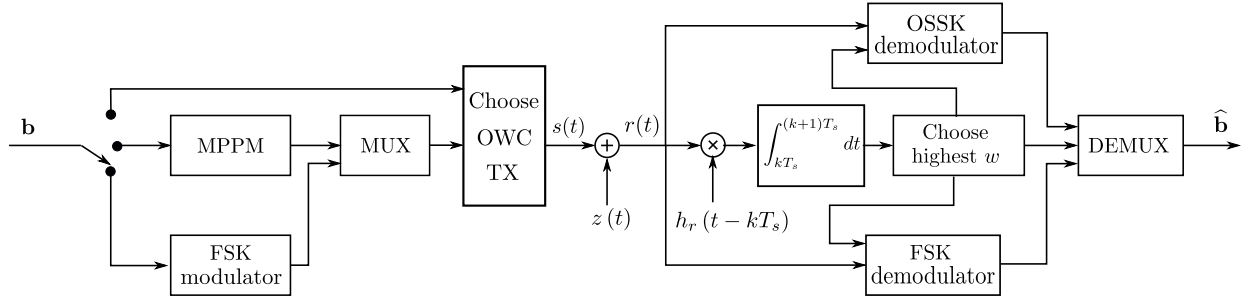 b
MPPM
MUX
FSK
modulator
Choose
OWC
TX
s(t)
+
z (t)
r(t)
×
h_r (t − kT_s)
∫_{kT_s}^{(k+1)T_s} dt
OSSK
demodulator
Choose
highest w
FSK
demodulator
DEMUX
b̂